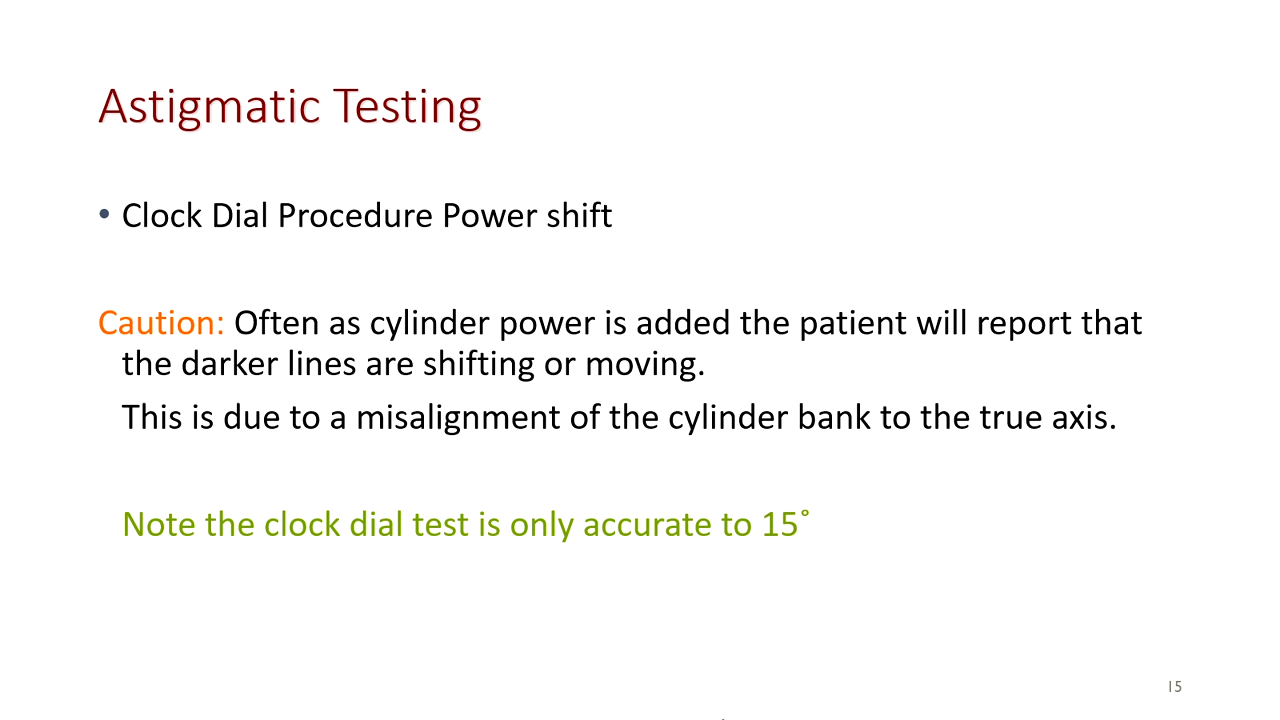 Astigmatic Testing
• Clock Dial Procedure Power shift
Caution: Often as cylinder power is added the patient will report that
the darker lines are shifting or moving.
This is due to a misalignment of the cylinder bank to the true axis.
Note the clock dial test is only accurate to 15˚
15